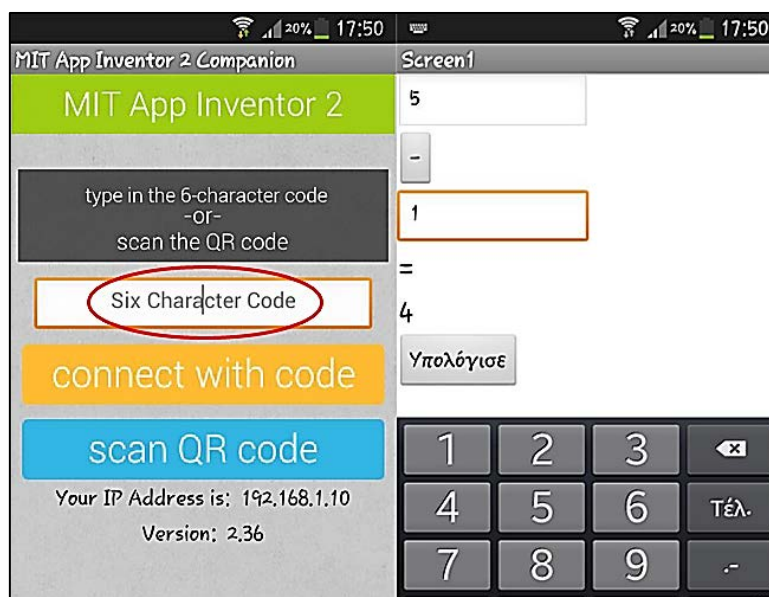 20% 17:50
MIT App Inventor 2 Companion
MIT App Inventor 2
type in the 6-character code
-or-
scan the QR code
Six Character Code
connect with code
scan QR code
Your IP Address is: 192.168.1.10
Version: 2.36
20% 17:50
Screen1
5
-
1
=
4
Υπολόγισε
1 2 3
4 5 6 Τέλ.
7 8 9 .-